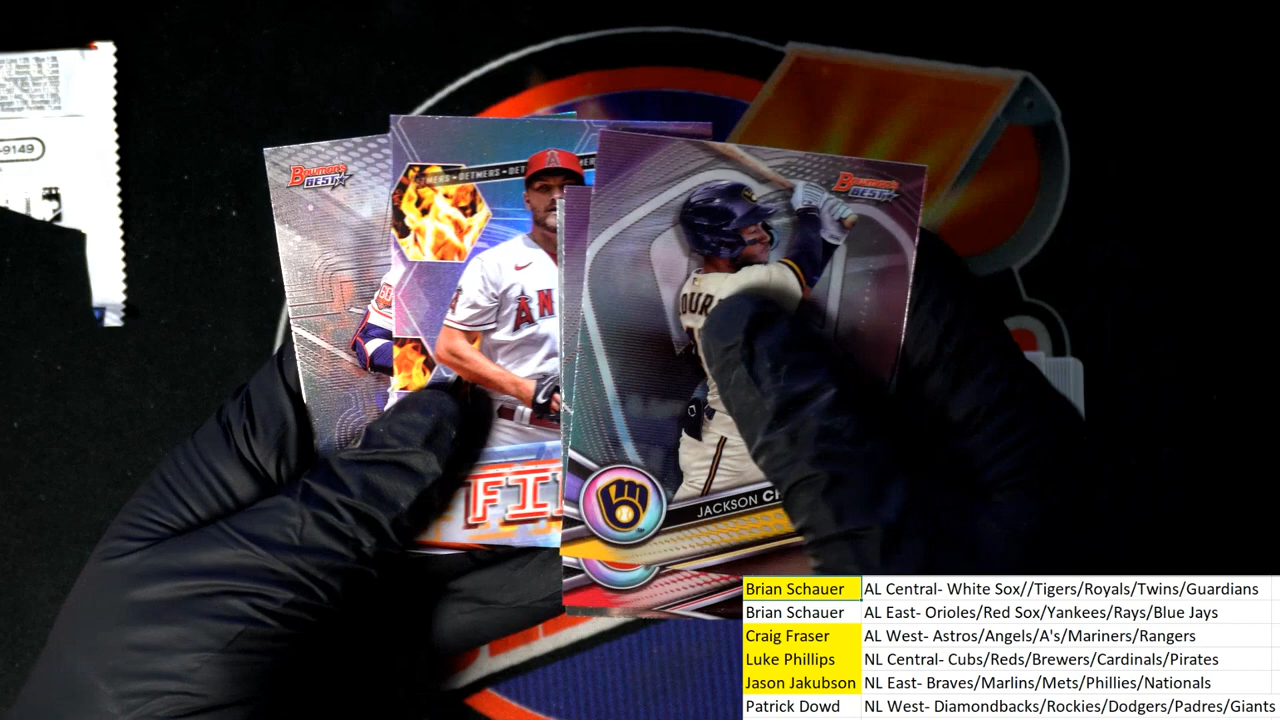 -9149
BOWMAN'S BEST
MERS•DETMERS•DET
AN
FI
BOWMAN'S BEST
JACKSON CH
Brian Schauer AL Central- White Sox//Tigers/Royals/Twins/Guardians
Brian Schauer AL East- Orioles/Red Sox/Yankees/Rays/Blue Jays
Craig Fraser AL West- Astros/Angels/A's/Mariners/Rangers
Luke Phillips NL Central- Cubs/Reds/Brewers/Cardinals/Pirates
Jason Jakubson NL East- Braves/Marlins/Mets/Phillies/Nationals
Patrick Dowd NL West- Diamondbacks/Rockies/Dodgers/Padres/Giants